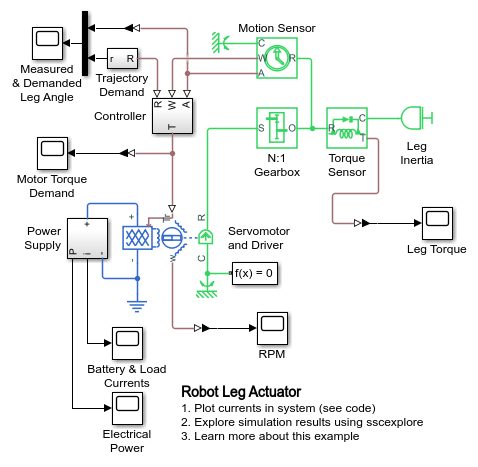 Motion Sensor
C
W
R
A
Measured
& Demanded
Leg Angle
r R
Trajectory
Demand
Controller
R
W
A
T
S
O
N:1
Gearbox
R
C
T
Torque
Sensor
Leg
Inertia
Motor Torque
Demand
Power
Supply
+
P
i
-
+
-
Tr
w
R
C
Servomotor
and Driver
f(x) = 0
Leg Torque
RPM
Battery & Load
Currents
Electrical
Power
Robot Leg Actuator
1. Plot currents in system (see code)
2. Explore simulation results using sscexplore
3. Learn more about this example